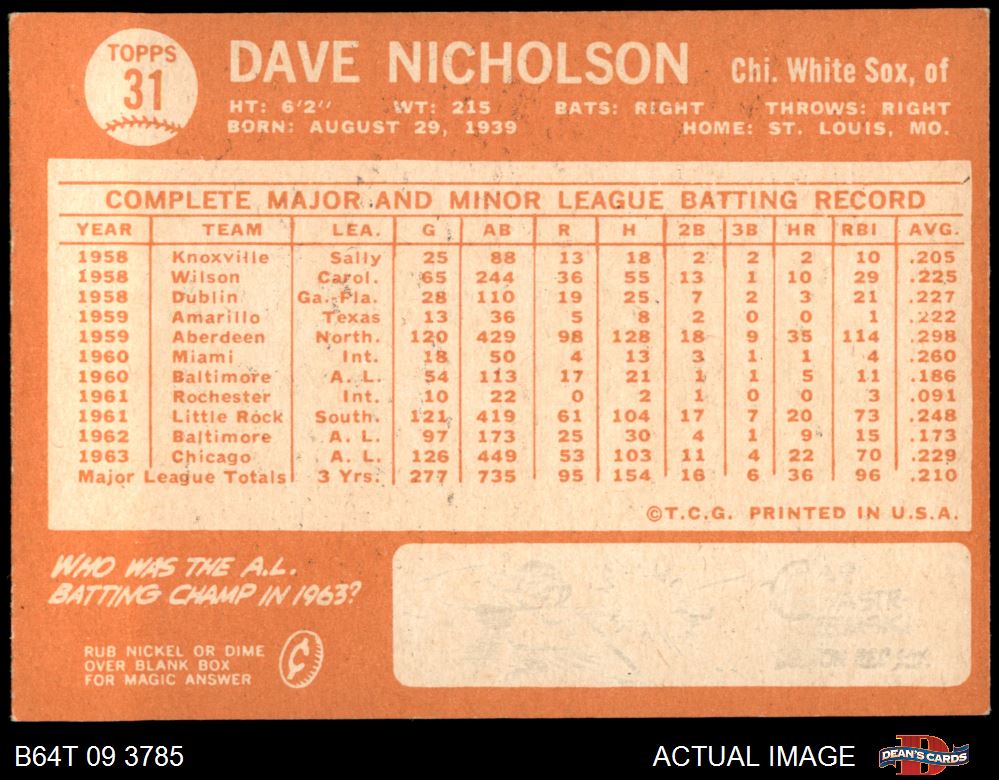 TOPPS
31
DAVE NICHOLSON Chi. White Sox, of
HT: 6'2" WT: 215 BATS: RIGHT THROWS: RIGHT
BORN: AUGUST 29, 1939 HOME: ST. LOUIS, MO.
COMPLETE MAJOR AND MINOR LEAGUE BATTING RECORD
YEAR TEAM LEA. G AB R H 2B 3B HR RBI AVG.
1958 Knoxville Sally 25 88 13 18 2 2 2 10 .205
1958 Wilson Carol. 65 244 36 55 13 1 10 29 .225
1958 Dublin Ga. Fla. 28 110 19 25 7 2 3 21 .227
1959 Amarillo Texas 13 36 5 8 2 0 0 1 .222
1959 Aberdeen North. 120 429 98 128 18 9 35 114 .298
1960 Miami Int. 18 50 4 13 3 1 1 4 .260
1960 Baltimore A. L. 54 113 17 21 1 1 5 11 .186
1961 Rochester Int. 10 22 0 2 1 0 0 3 .091
1961 Little Rock South. 121 419 61 104 17 7 20 73 .248
1962 Baltimore A. L. 97 173 25 30 4 1 9 15 .173
1963 Chicago A. L. 126 449 53 103 11 4 22 70 .229
Major League Totals 3 Yrs. 277 735 95 154 16 6 36 96 .210
©T.C.G. PRINTED IN U.S.A.
WHO WAS THE A.L.
BATTING CHAMP IN 1963?
RUB NICKEL OR DIME
OVER BLANK BOX
FOR MAGIC ANSWER
B64T 09 3785 ACTUAL IMAGE DEAN'S CARDS